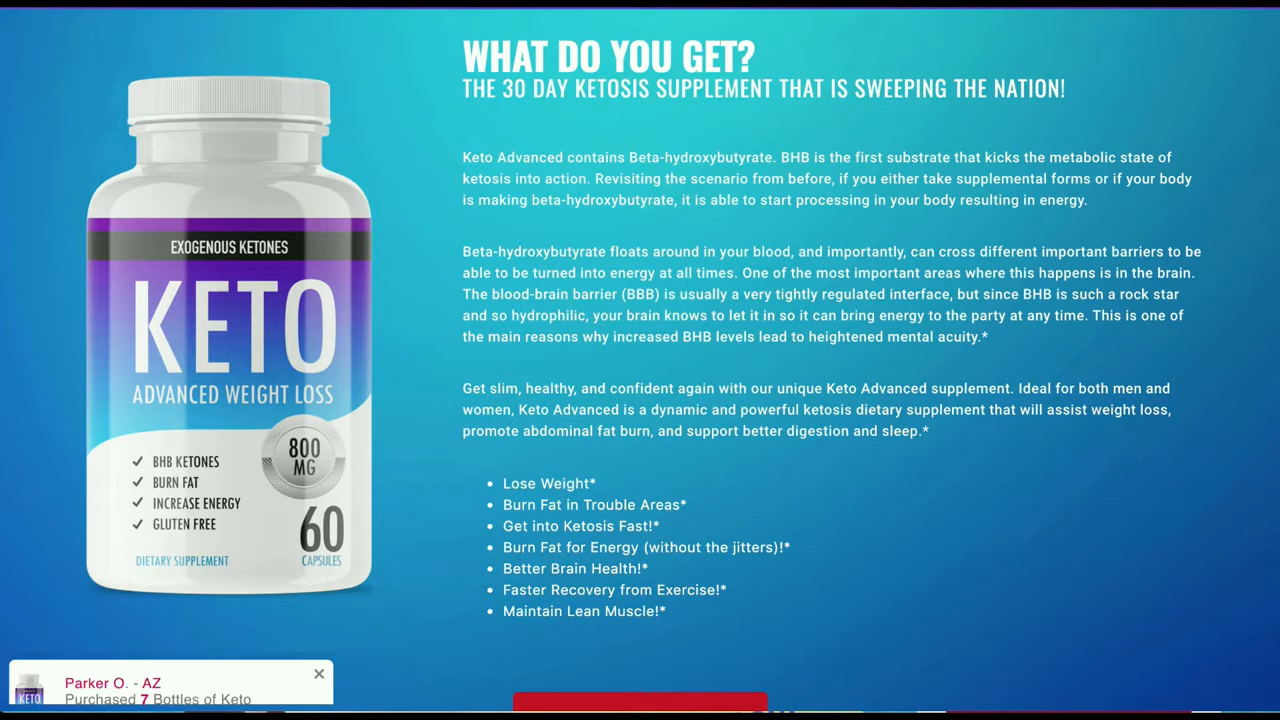 WHAT DO YOU GET?
THE 30 DAY KETOSIS SUPPLEMENT THAT IS SWEEPING THE NATION!
Keto Advanced contains Beta-hydroxybutyrate. BHB is the first substrate that kicks the metabolic state of
ketosis into action. Revisiting the scenario from before, if you either take supplemental forms or if your body
is making beta-hydroxybutyrate, it is able to start processing in your body resulting in energy.
Beta-hydroxybutyrate floats around in your blood, and importantly, can cross different important barriers to be
able to be turned into energy at all times. One of the most important areas where this happens is in the brain.
The blood-brain barrier (BBB) is usually a very tightly regulated interface, but since BHB is such a rock star
and so hydrophilic, your brain knows to let it in so it can bring energy to the party at any time. This is one of
the main reasons why increased BHB levels lead to heightened mental acuity.*
Get slim, healthy, and confident again with our unique Keto Advanced supplement. Ideal for both men and
women, Keto Advanced is a dynamic and powerful ketosis dietary supplement that will assist weight loss,
promote abdominal fat burn, and support better digestion and sleep.*
• Lose Weight*
• Burn Fat in Trouble Areas*
• Get into Ketosis Fast!*
• Burn Fat for Energy (without the jitters)!*
• Better Brain Health!*
• Faster Recovery from Exercise!*
• Maintain Lean Muscle!*
EXOGENOUS KETONES
KETO
ADVANCED WEIGHT LOSS
800
MG
✓ BHB KETONES
✓ BURN FAT
✓ INCREASE ENERGY
✓ GLUTEN FREE
60
CAPSULES
DIETARY SUPPLEMENT
KETO
Parker O. - AZ
Purchased 7 Bottles of Keto